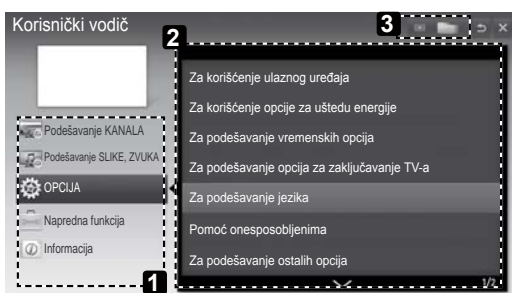 Korisnički vodič
3
2
Za korišćenje ulaznog uređaja
Za korišćenje opcije za uštedu energije
Podešavanje KANALA
Za podešavanje vremenskih opcija
Podešavanje SLIKE, ZVUKA
Za podešavanje opcija za zaključavanje TV-a
OPCIJA
Za podešavanje jezika
Napredna funkcija
Pomoć onesposobljenima
Informacija
Za podešavanje ostalih opcija
1
1/2